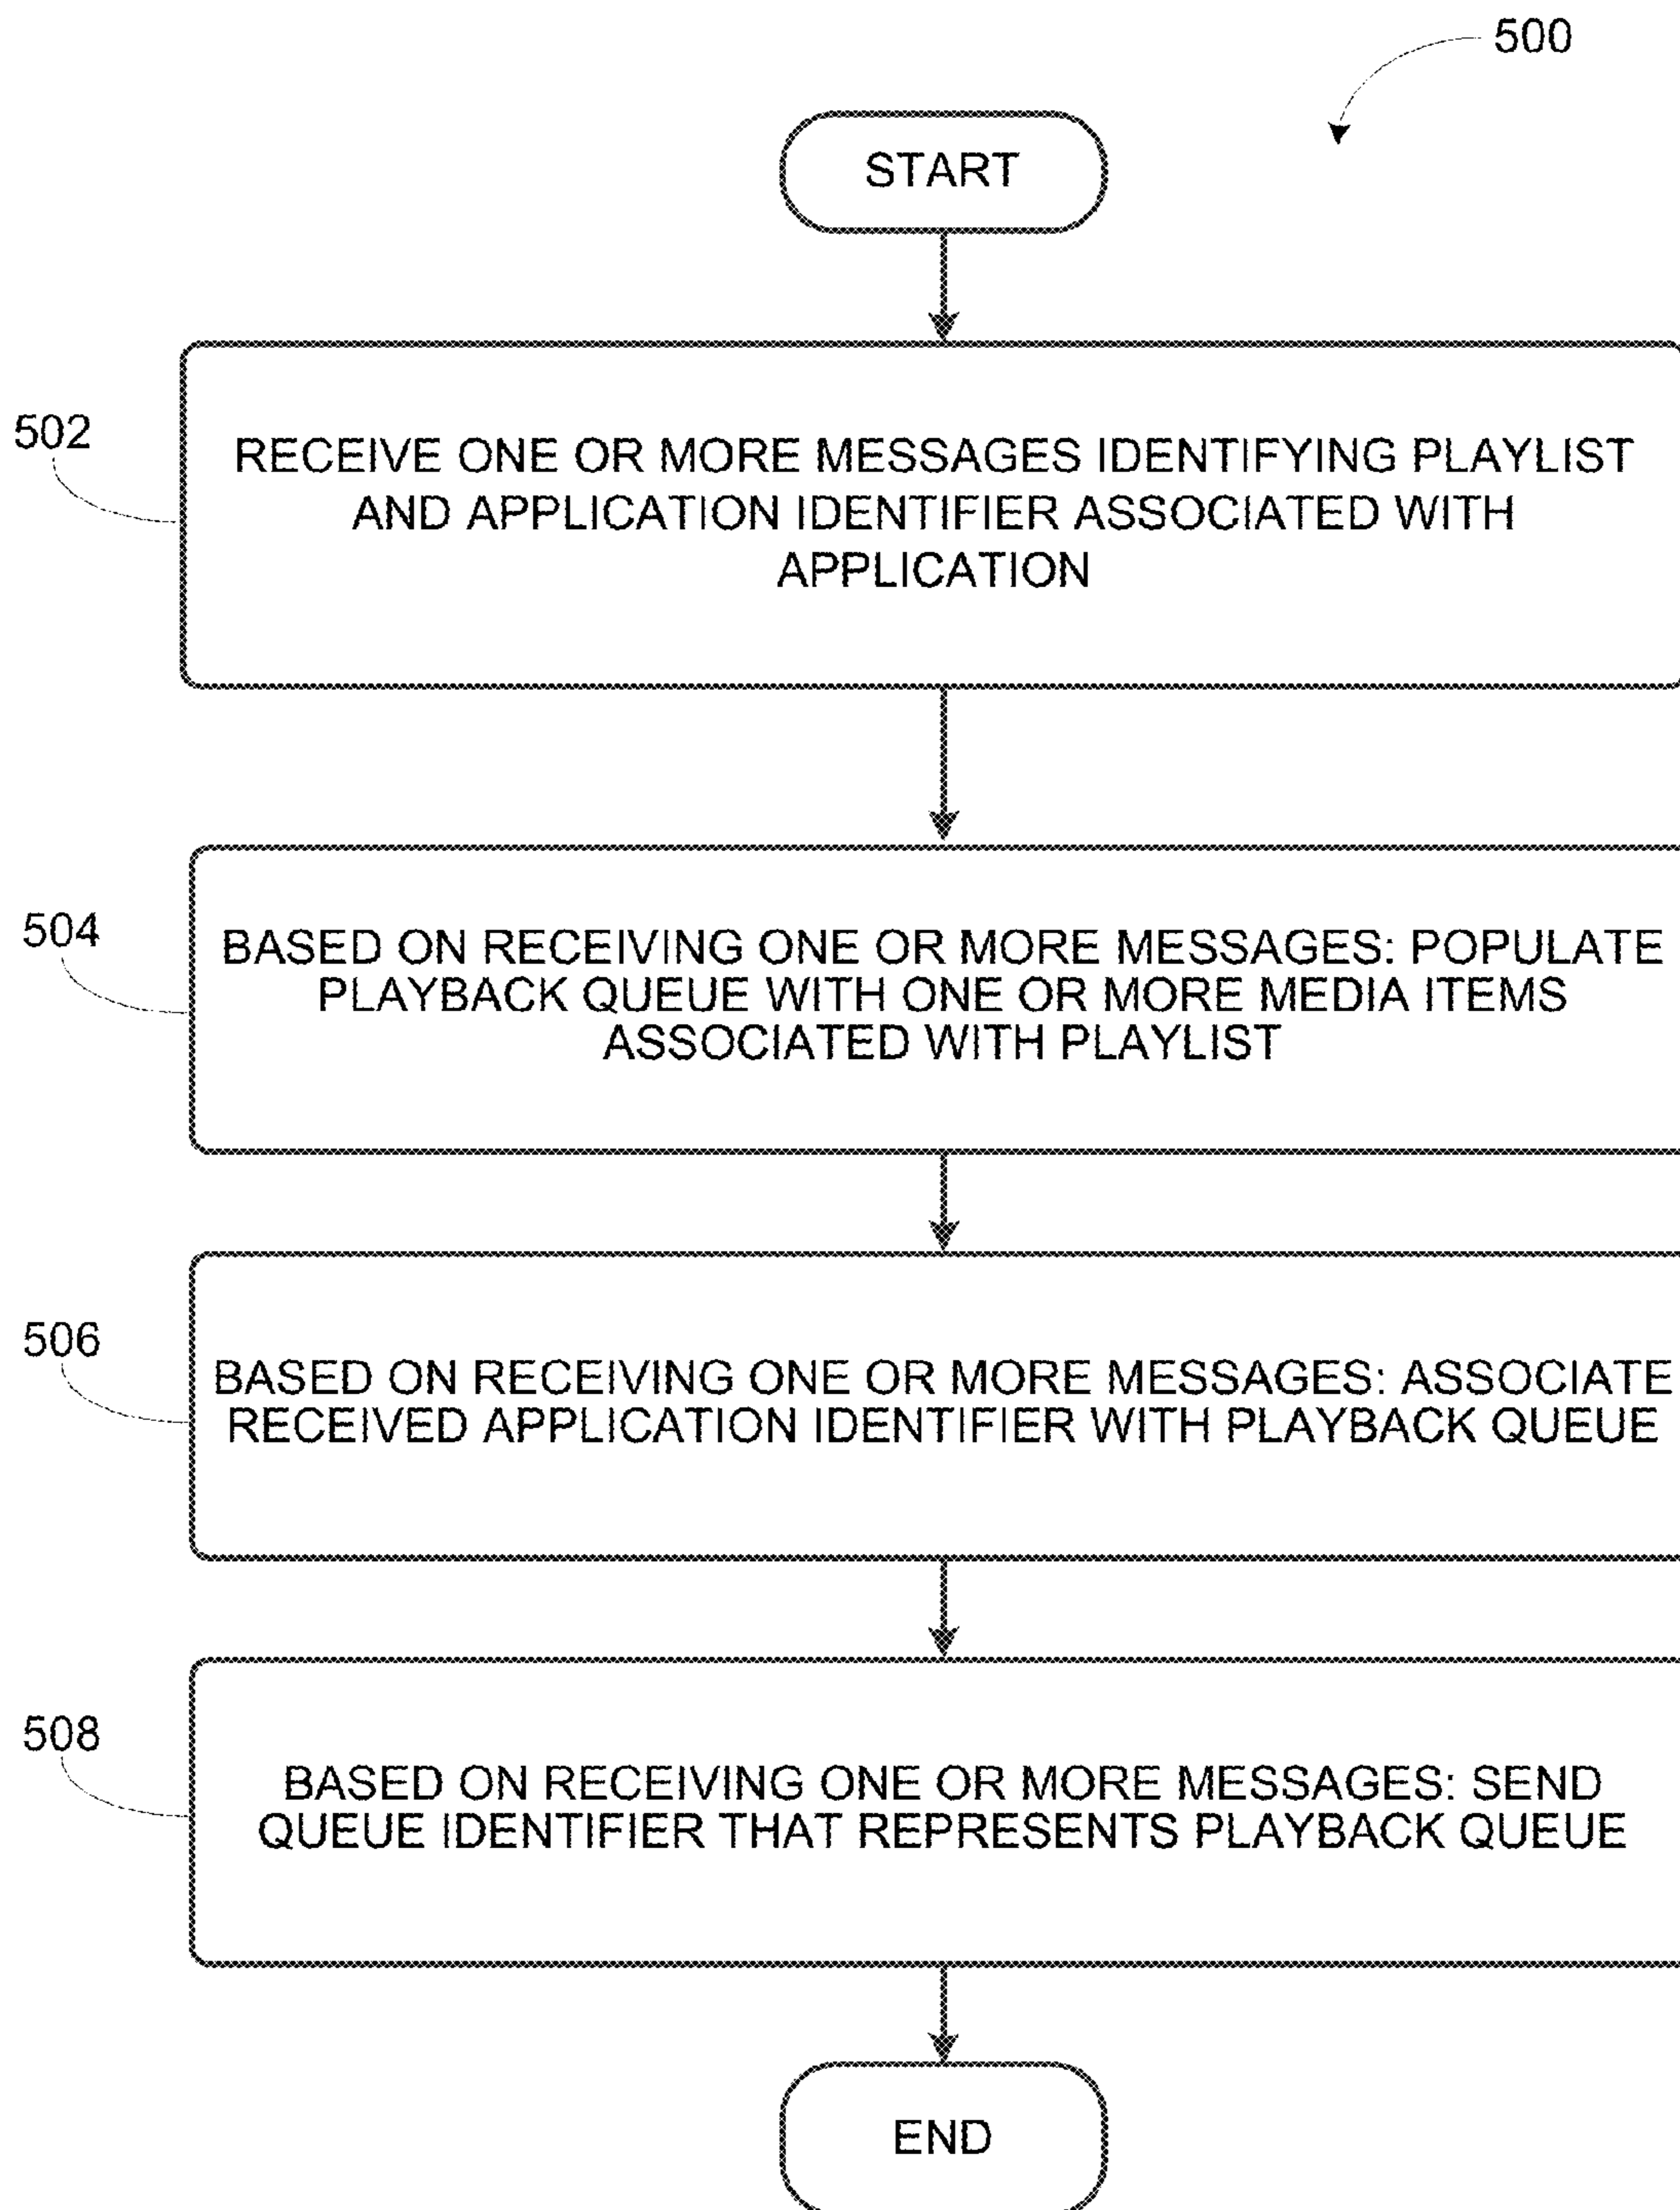 500
START
502
RECEIVE ONE OR MORE MESSAGES IDENTIFYING PLAYLIST
AND APPLICATION IDENTIFIER ASSOCIATED WITH
APPLICATION
504
BASED ON RECEIVING ONE OR MORE MESSAGES: POPULATE
PLAYBACK QUEUE WITH ONE OR MORE MEDIA ITEMS
ASSOCIATED WITH PLAYLIST
506
BASED ON RECEIVING ONE OR MORE MESSAGES: ASSOCIATE
RECEIVED APPLICATION IDENTIFIER WITH PLAYBACK QUEUE
508
BASED ON RECEIVING ONE OR MORE MESSAGES: SEND
QUEUE IDENTIFIER THAT REPRESENTS PLAYBACK QUEUE
END